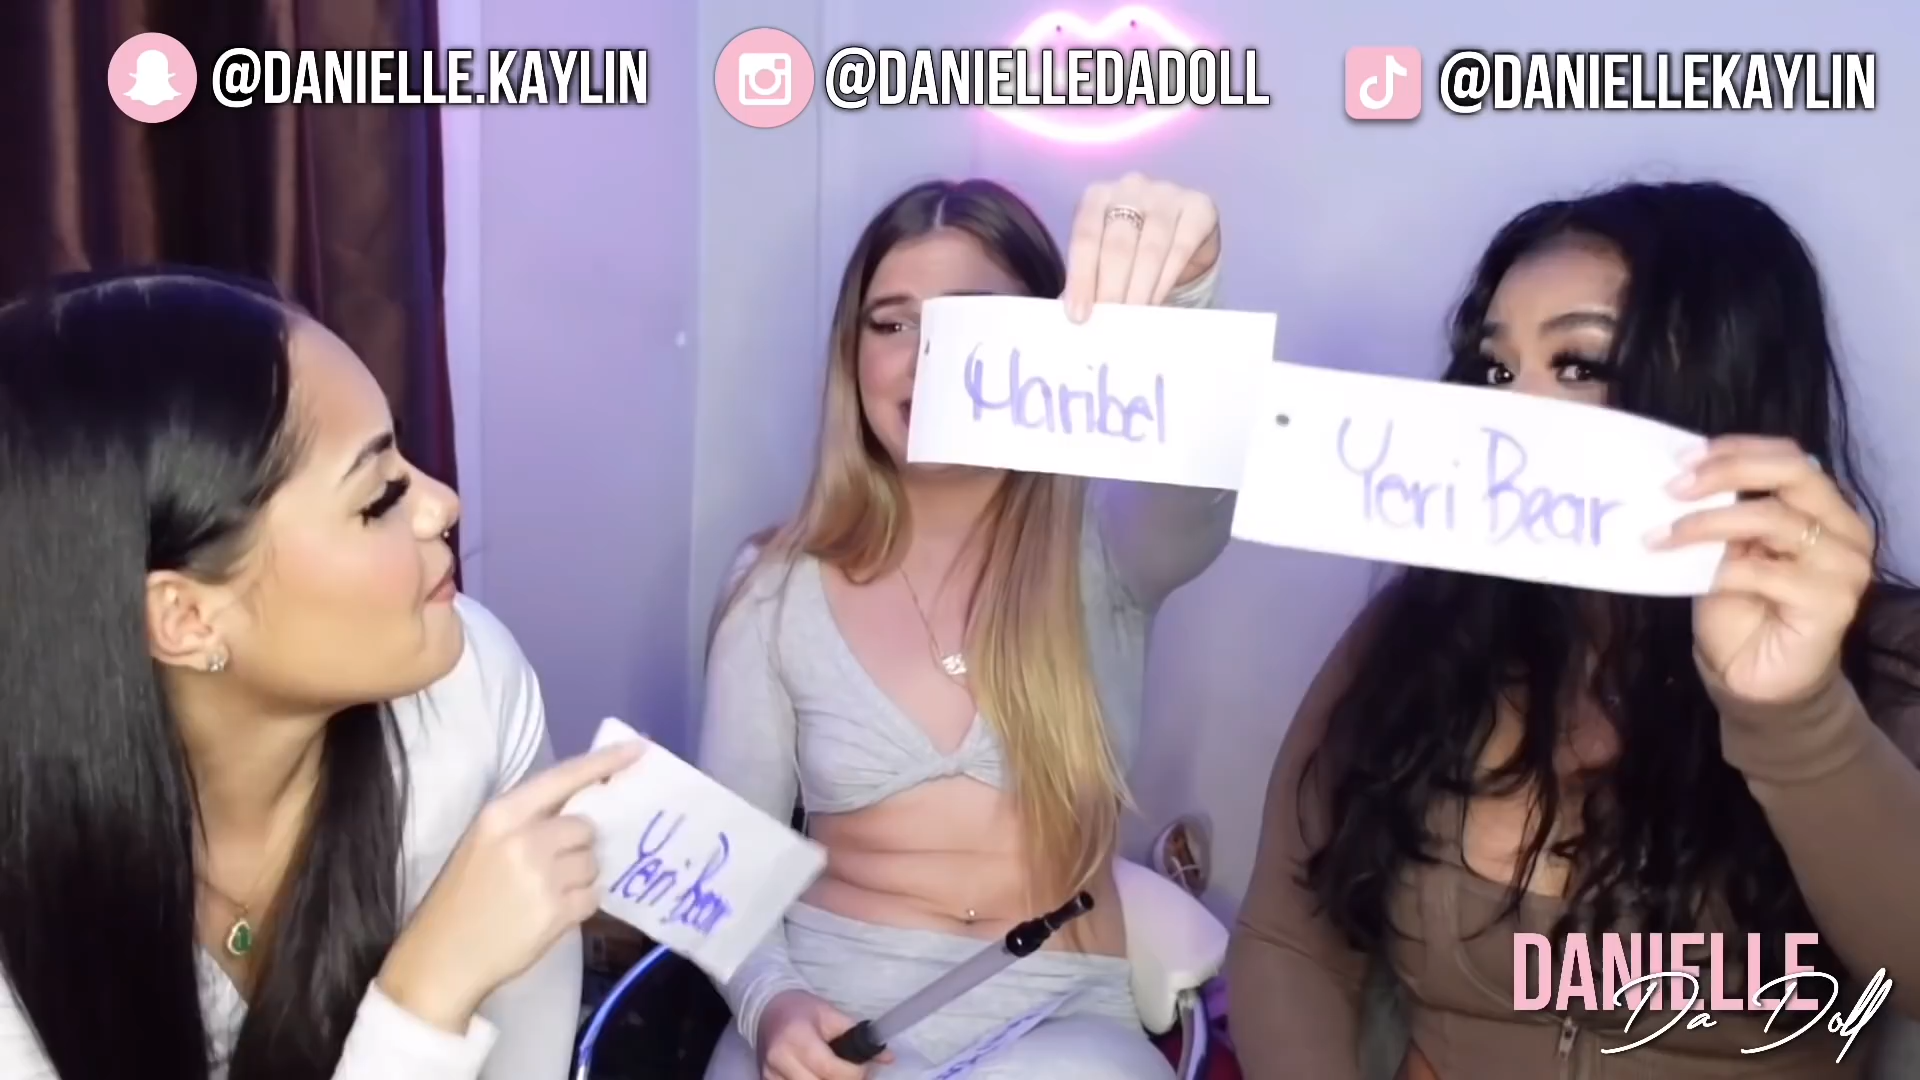 @DANIELLE.KAYLIN
@DANIELLEDADOLL
@DANIELLEKAYLIN
Maribel
Yeri Bear
Yeri Bear
DANIELLE
Da Doll